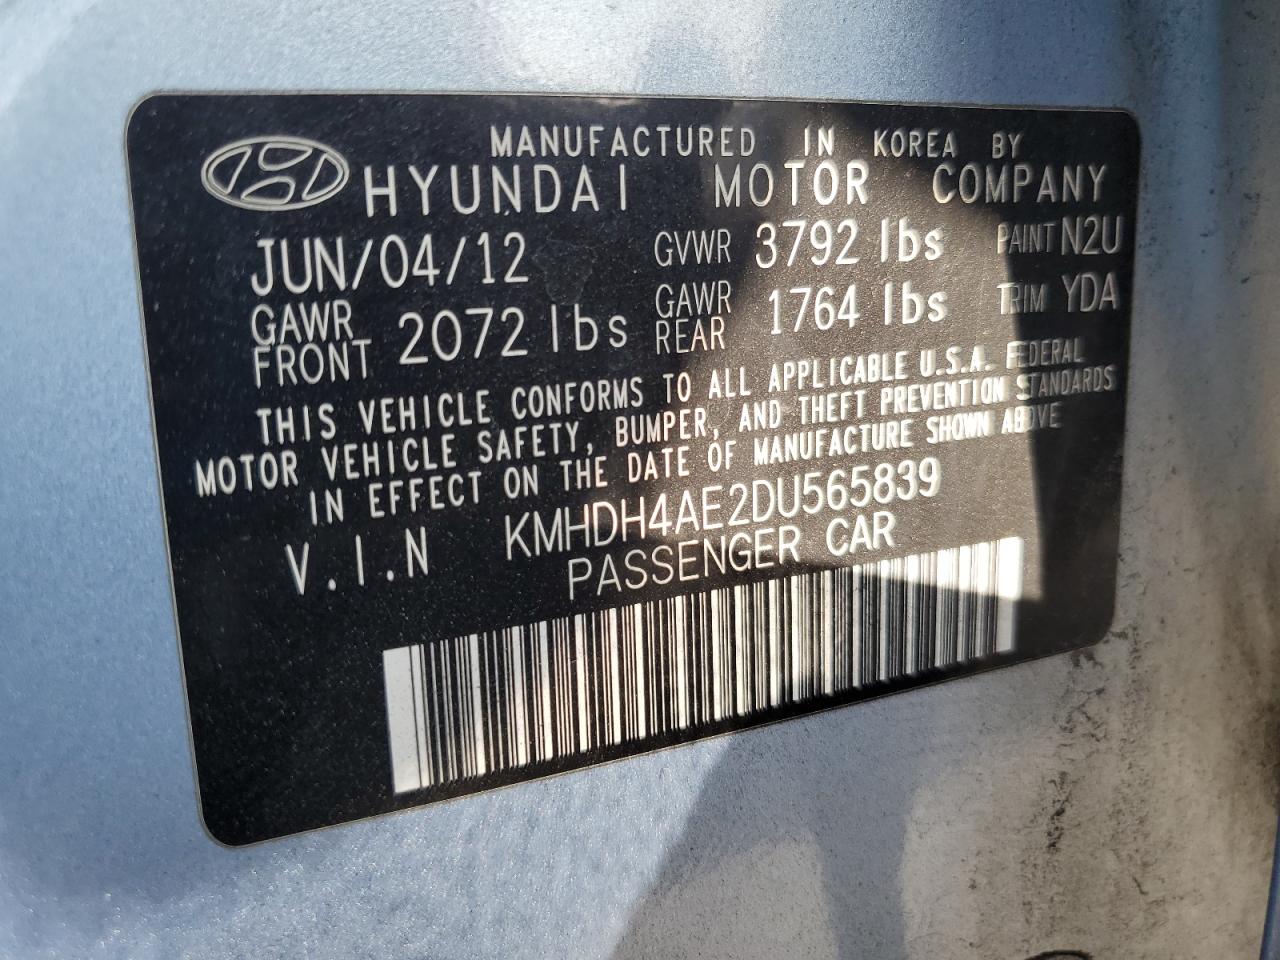 MANUFACTURED IN KOREA BY
HYUNDAI MOTOR COMPANY
JUN/04/12 GVWR 3792 lbs PAINT N2U
GAWR FRONT 2072 lbs GAWR REAR 1764 lbs TRIM YDA
THIS VEHICLE CONFORMS TO ALL APPLICABLE U.S.A. FEDERAL
MOTOR VEHICLE SAFETY, BUMPER, AND THEFT PREVENTION STANDARDS
IN EFFECT ON THE DATE OF MANUFACTURE SHOWN ABOVE
V.I.N KMHDH4AE2DU565839
PASSENGER CAR